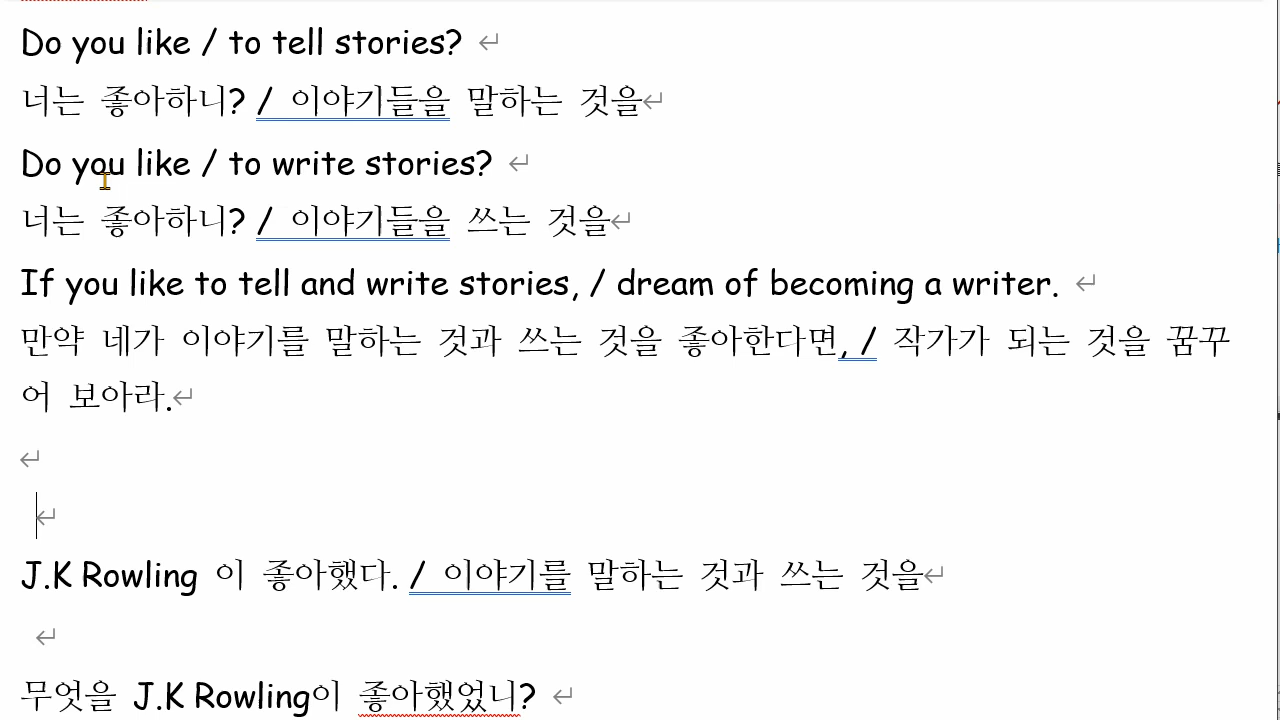 Do you like / to tell stories?
너는 좋아하니? / 이야기들을 말하는 것을
Do you like / to write stories?
너는 좋아하니? / 이야기들을 쓰는 것을
If you like to tell and write stories, / dream of becoming a writer.
만약 네가 이야기를 말하는 것과 쓰는 것을 좋아한다면, / 작가가 되는 것을 꿈꾸
어 보아라.
J.K Rowling 이 좋아했다. / 이야기를 말하는 것과 쓰는 것을
무엇을 J.K Rowling이 좋아했었니?